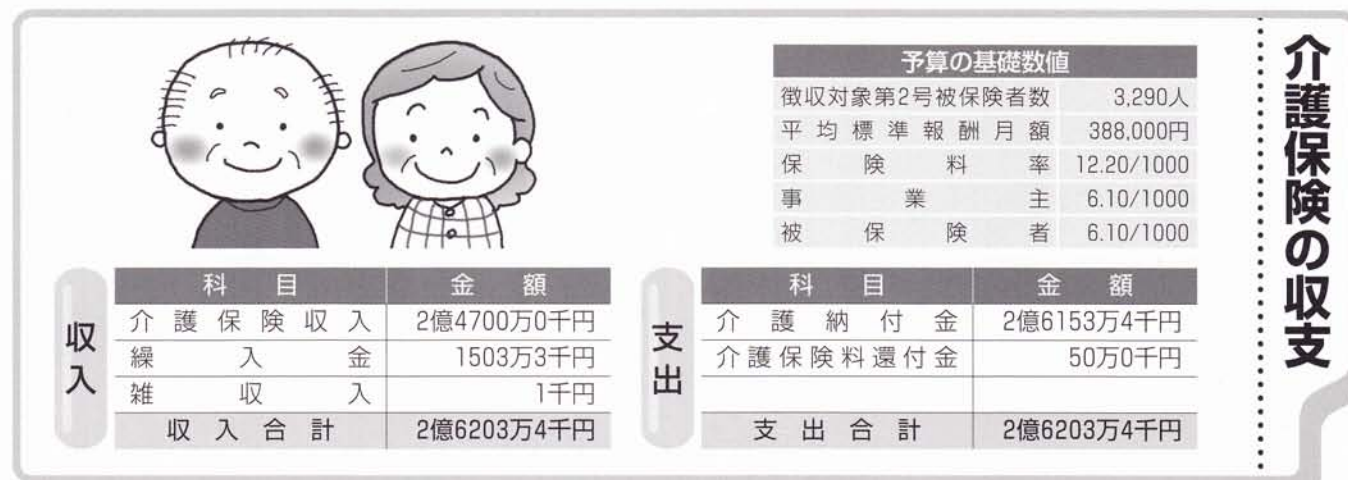 介護保険の収支
予算の基礎数値
徴収対象第2号被保険者数 3,290人
平均標準報酬月額 388,000円
保険料率 12.20/1000
事業主 6.10/1000
被保険者 6.10/1000
収入
科目 金額
介護保険収入 2億4700万0千円
繰入金 1503万3千円
雑収入 1千円
収入合計 2億6203万4千円
支出
科目 金額
介護納付金 2億6153万4千円
介護保険料還付金 50万0千円
支出合計 2億6203万4千円